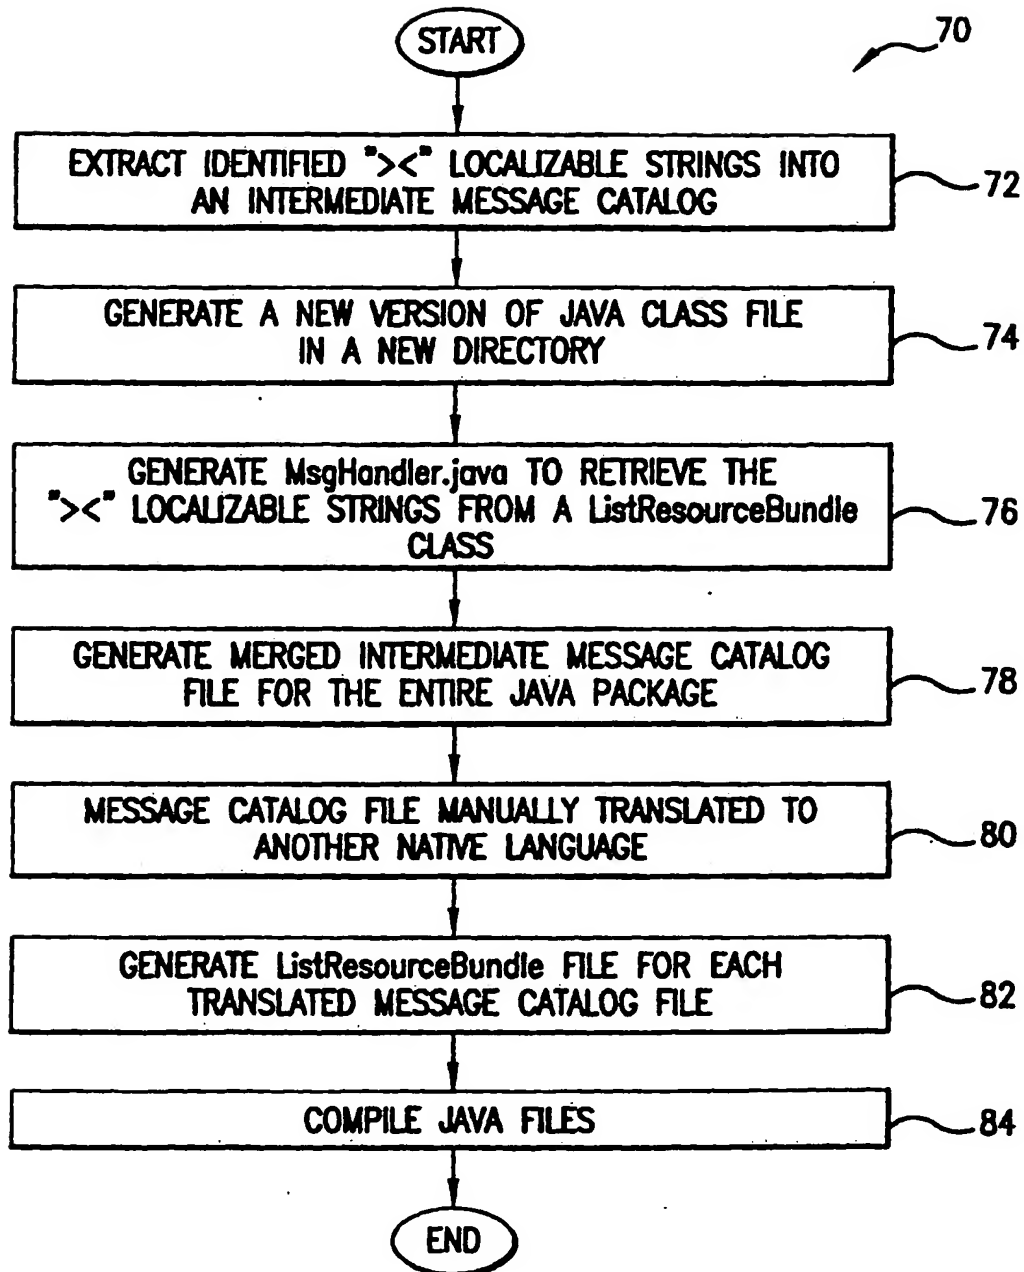 START
70
EXTRACT IDENTIFIED "><" LOCALIZABLE STRINGS INTO
AN INTERMEDIATE MESSAGE CATALOG
72
GENERATE A NEW VERSION OF JAVA CLASS FILE
IN A NEW DIRECTORY
74
GENERATE MsgHandler.java TO RETRIEVE THE
"><" LOCALIZABLE STRINGS FROM A ListResourceBundle
CLASS
76
GENERATE MERGED INTERMEDIATE MESSAGE CATALOG
FILE FOR THE ENTIRE JAVA PACKAGE
78
MESSAGE CATALOG FILE MANUALLY TRANSLATED TO
ANOTHER NATIVE LANGUAGE
80
GENERATE ListResourceBundle FILE FOR EACH
TRANSLATED MESSAGE CATALOG FILE
82
COMPILE JAVA FILES
84
END